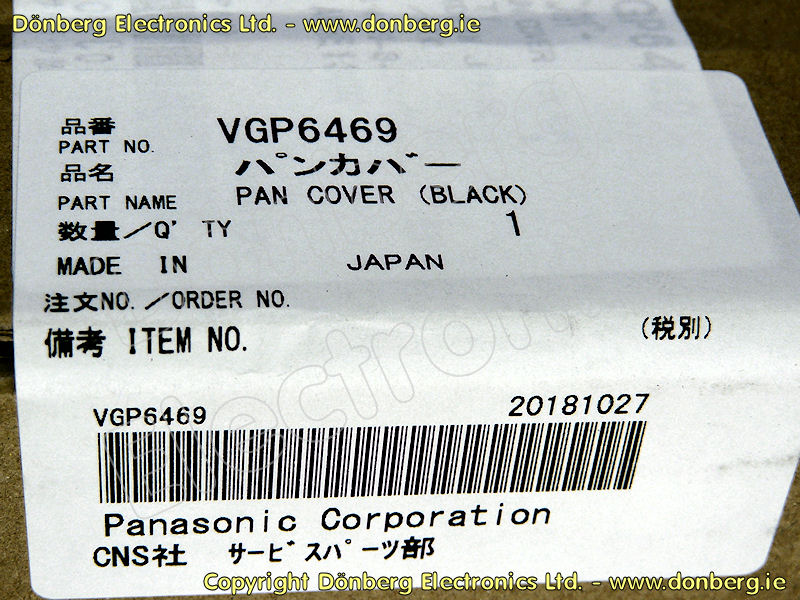 Dönberg Electronics Ltd. - www.donberg.ie
品番 VGP6469
PART NO.
品名 パンカバー
PART NAME PAN COVER (BLACK)
数量／Q'TY 1
MADE IN JAPAN
注文NO.／ORDER NO.
備考 ITEM NO. (税別)
VGP6469 20181027
Panasonic Corporation
CNS社 サービスパーツ部
Copyright Dönberg Electronics Ltd. - www.donberg.ie